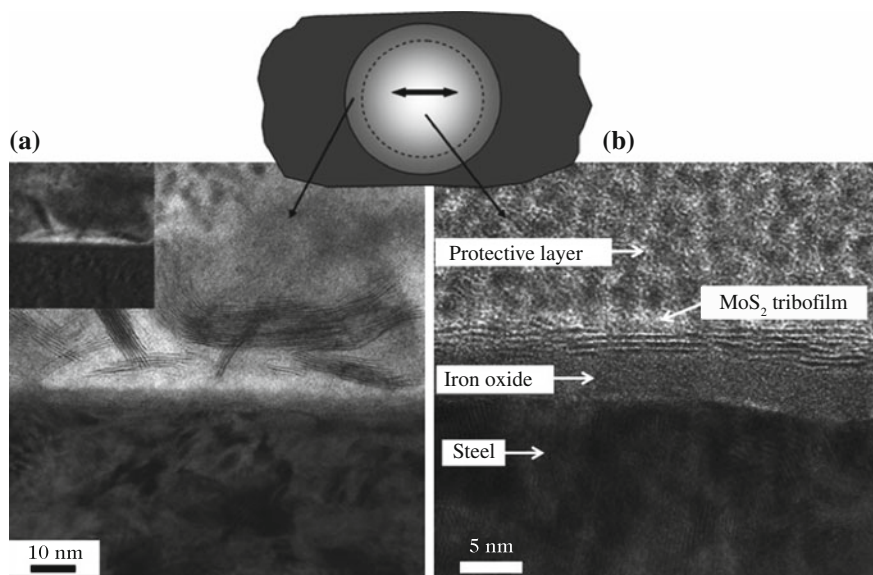 (a)
(b)
Protective layer
MoS₂ tribofilm
Iron oxide
Steel
10 nm
5 nm